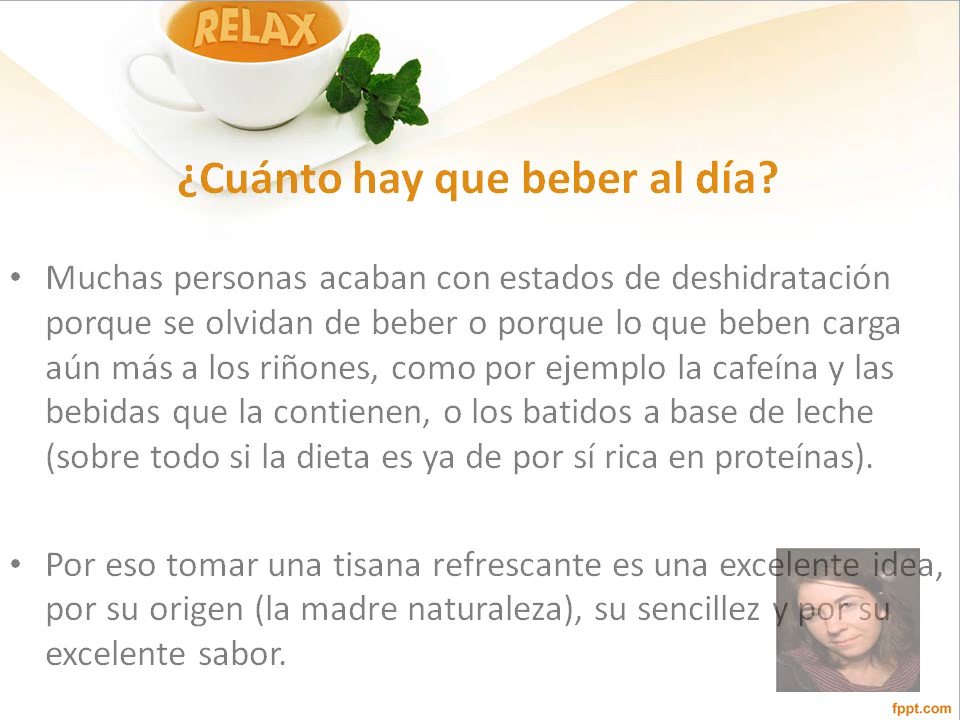 RELAX
¿Cuánto hay que beber al día?
• Muchas personas acaban con estados de deshidratación
porque se olvidan de beber o porque lo que beben carga
aún más a los riñones, como por ejemplo la cafeína y las
bebidas que la contienen, o los batidos a base de leche
(sobre todo si la dieta es ya de por sí rica en proteínas).
• Por eso tomar una tisana refrescante es una excelente idea,
por su origen (la madre naturaleza), su sencillez y por su
excelente sabor.
fppt.com